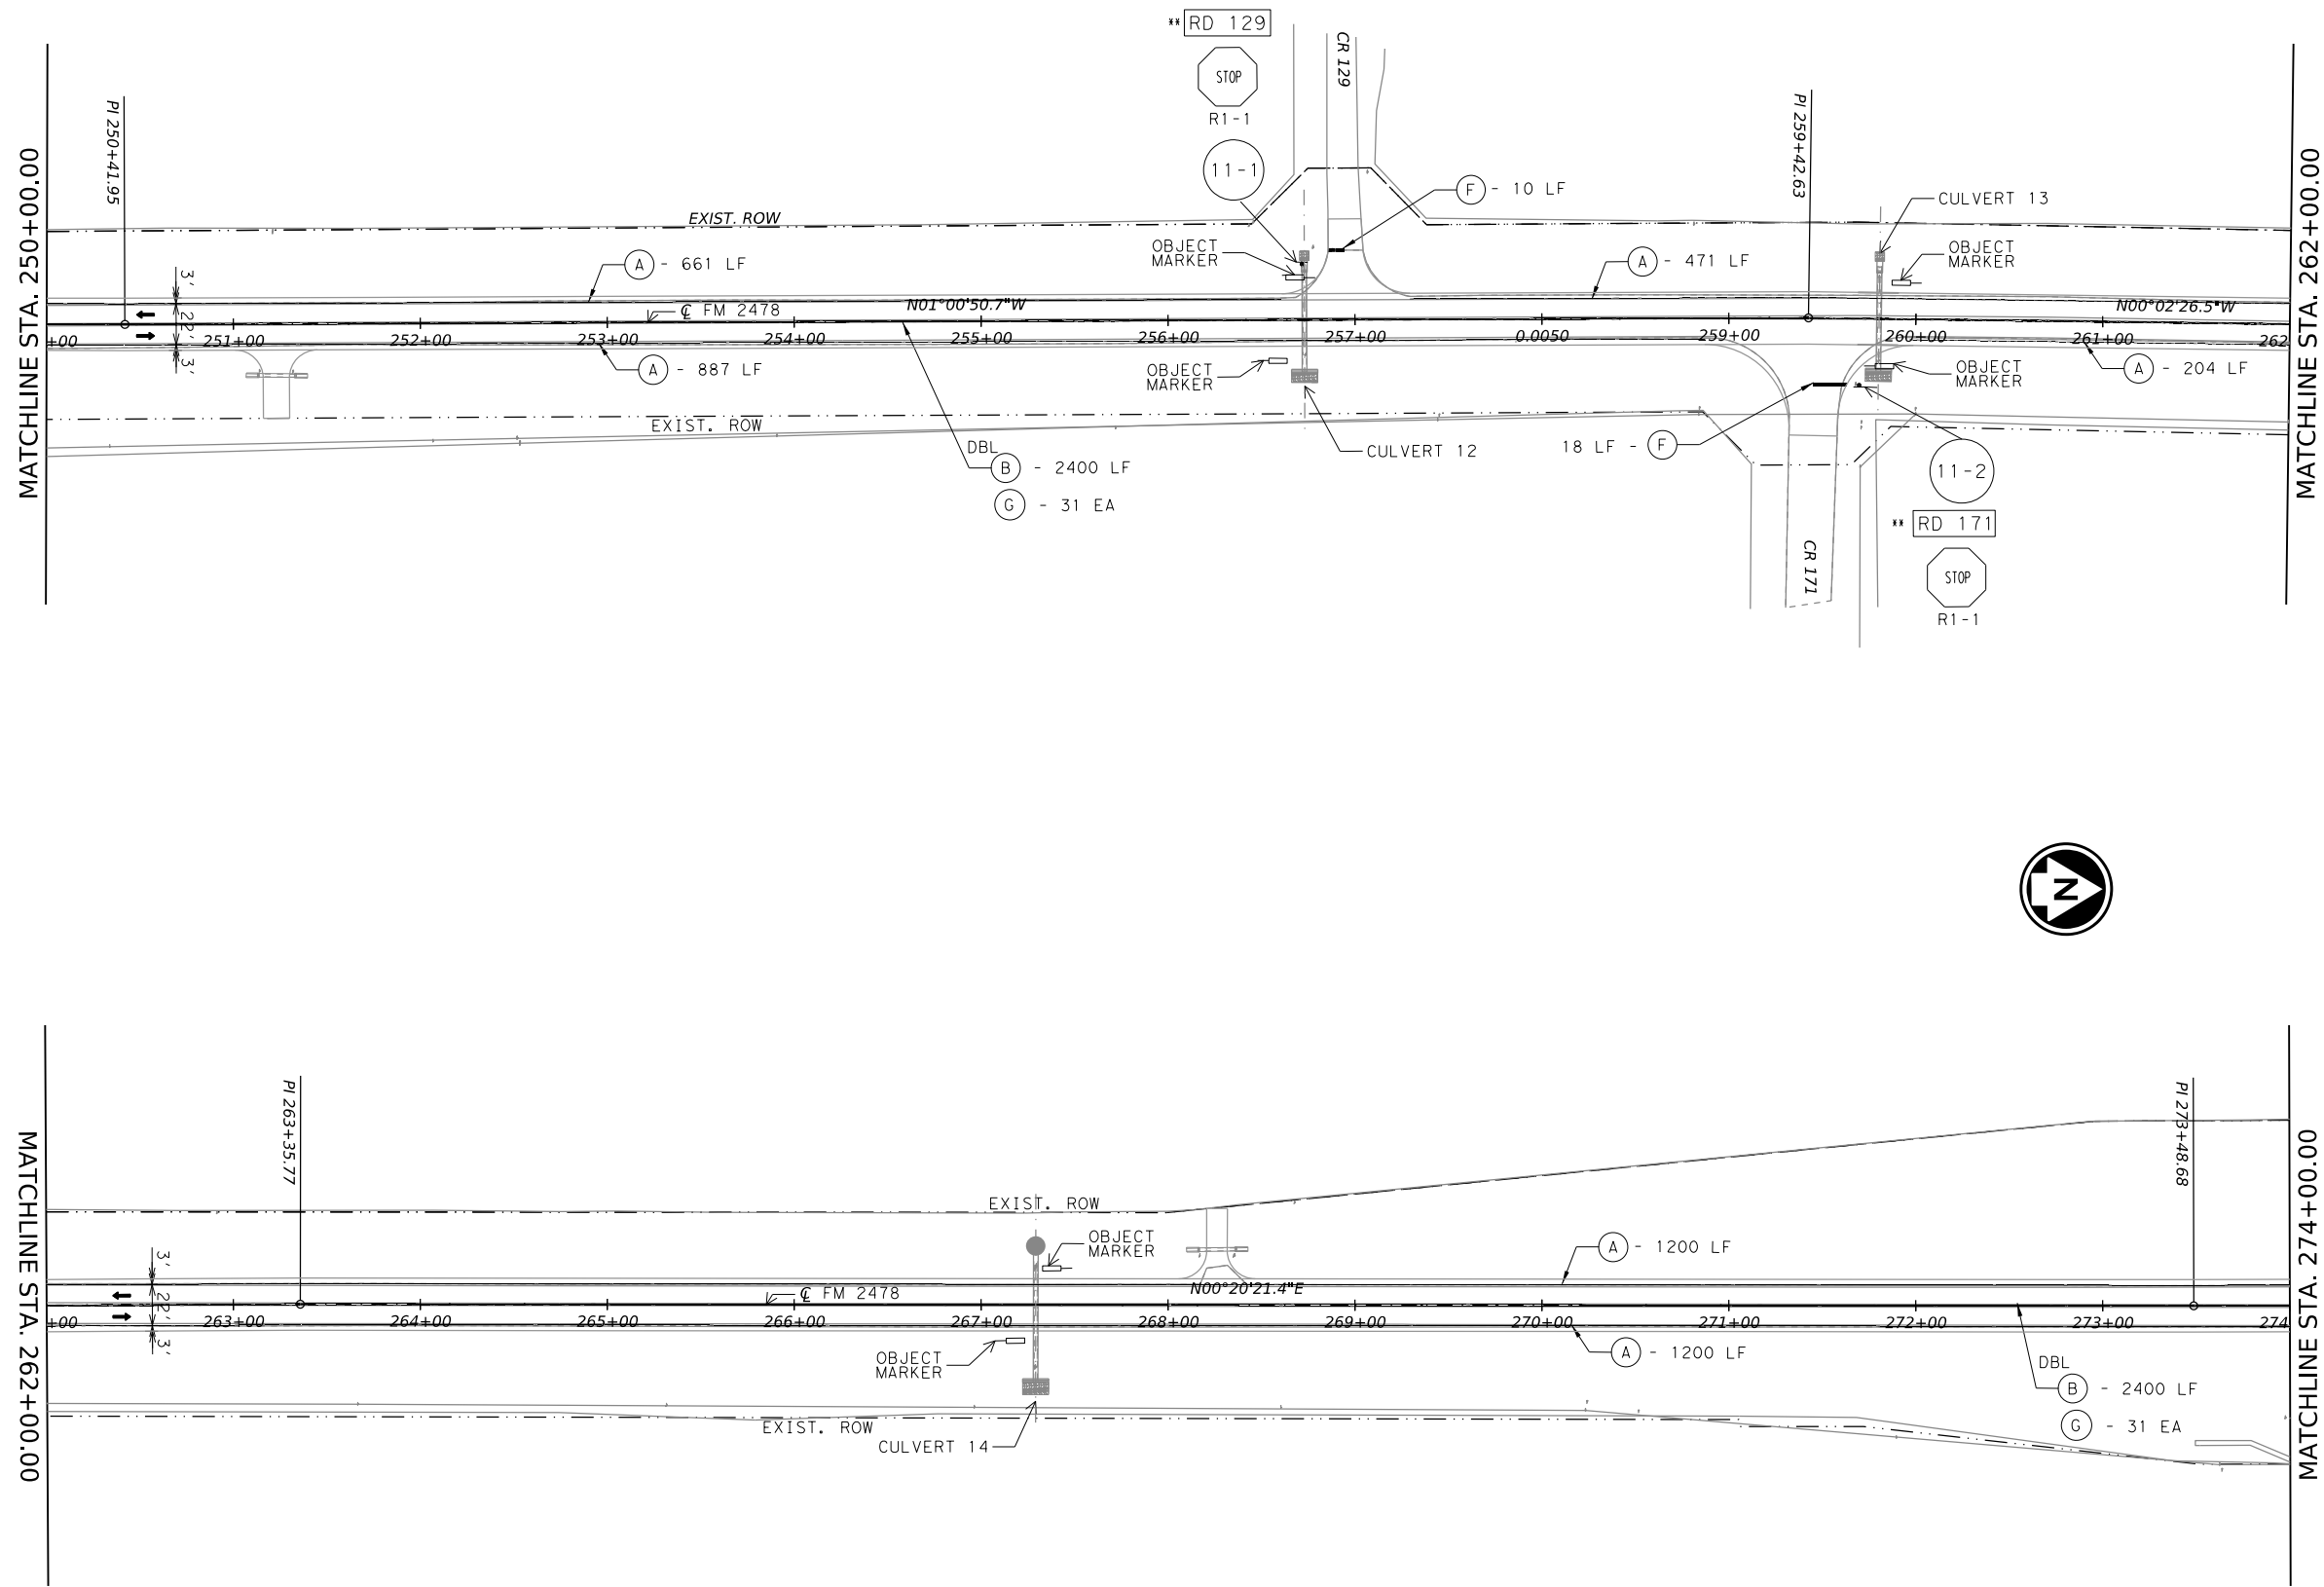 ** RD 129
STOP
R1-1
11-1
CR 129
F - 10 LF
PI 250+41.95
PI 259+42.63
CULVERT 13
MATCHLINE STA. 250+00.00
MATCHLINE STA. 262+00.00
EXIST. ROW
OBJECT
MARKER
OBJECT
MARKER
A - 661 LF
A - 471 LF
3'
22'
3'
℄ FM 2478
N01°00'50.7"W
N00°02'26.5"W
+00
251+00
252+00
253+00
254+00
255+00
256+00
257+00
0.0050
259+00
260+00
261+00
262
A - 887 LF
OBJECT
MARKER
OBJECT
MARKER
A - 204 LF
EXIST. ROW
DBL
B - 2400 LF
G - 31 EA
CULVERT 12
18 LF - F
11-2
** RD 171
STOP
R1-1
CR 171
N
PI 263+35.77
PI 273+48.68
MATCHLINE STA. 262+00.00
MATCHLINE STA. 274+00.00
EXIST. ROW
OBJECT
MARKER
A - 1200 LF
3'
22'
3'
℄ FM 2478
N00°20'21.4"E
+00
263+00
264+00
265+00
266+00
267+00
268+00
269+00
270+00
271+00
272+00
273+00
274
OBJECT
MARKER
A - 1200 LF
DBL
B - 2400 LF
G - 31 EA
EXIST. ROW
CULVERT 14